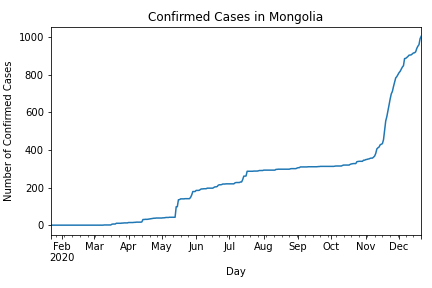 Confirmed Cases in Mongolia
Number of Confirmed Cases
1000
800
600
400
200
0
Feb Mar Apr May Jun Jul Aug Sep Oct Nov Dec
2020
Day